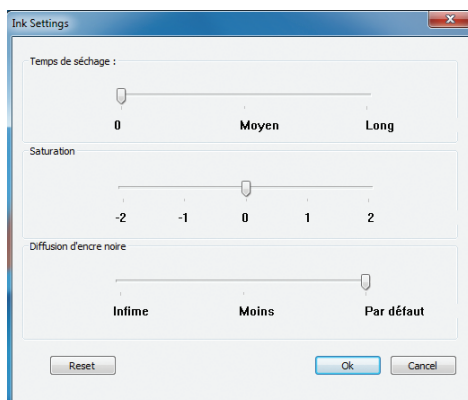 Ink Settings
Temps de séchage :
0 Moyen Long
Saturation
-2 -1 0 1 2
Diffusion d'encre noire
Infime Moins Par défaut
Reset Ok Cancel